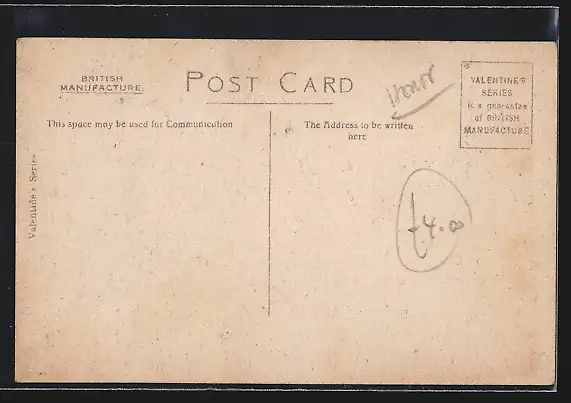 BRITISH
MANUFACTURE.
POST CARD
VALENTINE'S
SERIES
is a guarantee
of BRITISH
MANUFACTURE
This space may be used for Communication
The Address to be written
here
Valentine's Series
£4.00